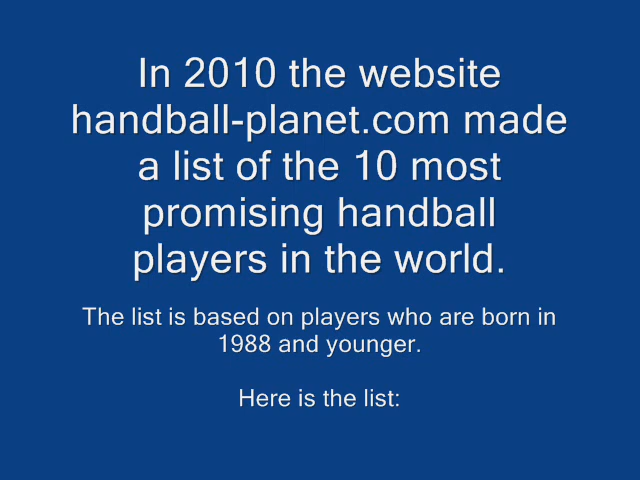 In 2010 the website
handball-planet.com made
a list of the 10 most
promising handball
players in the world.
The list is based on players who are born in
1988 and younger.
Here is the list: